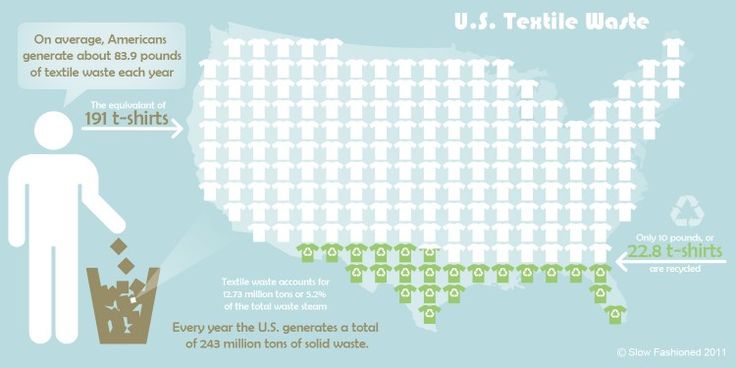 U.S. Textile Waste
On average, Americans
generate about 83.9 pounds
of textile waste each year
The equivalent of
191 t-shirts
Only 10 pounds, or
22.8 t-shirts
are recycled
Textile waste accounts for
12.73 million tons or 5.2%
of the total waste steam
Every year the U.S. generates a total
of 243 million tons of solid waste.
© Slow Fashioned 2011